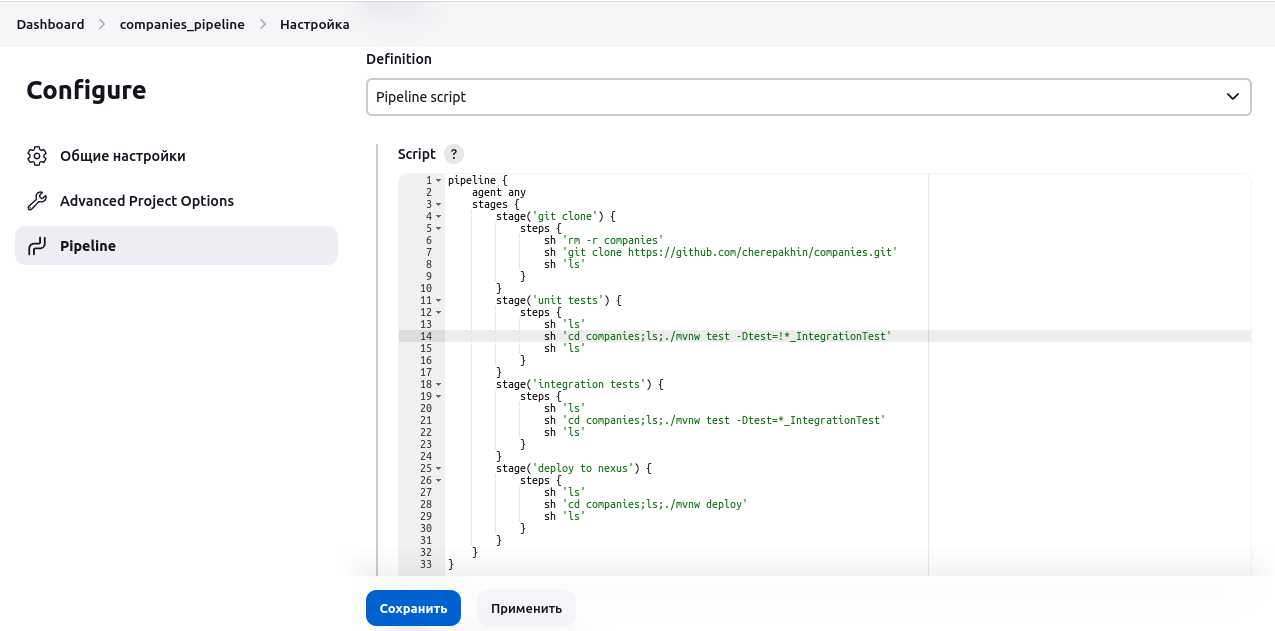 Dashboard > companies_pipeline > Настройка
Configure
Общие настройки
Advanced Project Options
Pipeline
Definition
Pipeline script
Script ?
1 pipeline {
2     agent any
3     stages {
4         stage('git clone') {
5             steps {
6                 sh 'rm -r companies'
7                 sh 'git clone https://github.com/cherepakhin/companies.git'
8                 sh 'ls'
9             }
10         }
11         stage('unit tests') {
12             steps {
13                 sh 'ls'
14                 sh 'cd companies;ls;./mvnw test -Dtest=!*_IntegrationTest'
15                 sh 'ls'
16             }
17         }
18         stage('integration tests') {
19             steps {
20                 sh 'ls'
21                 sh 'cd companies;ls;./mvnw test -Dtest=*_IntegrationTest'
22                 sh 'ls'
23             }
24         }
25         stage('deploy to nexus') {
26             steps {
27                 sh 'ls'
28                 sh 'cd companies;ls;./mvnw deploy'
29                 sh 'ls'
30             }
31         }
32     }
33 }
Сохранить
Применить